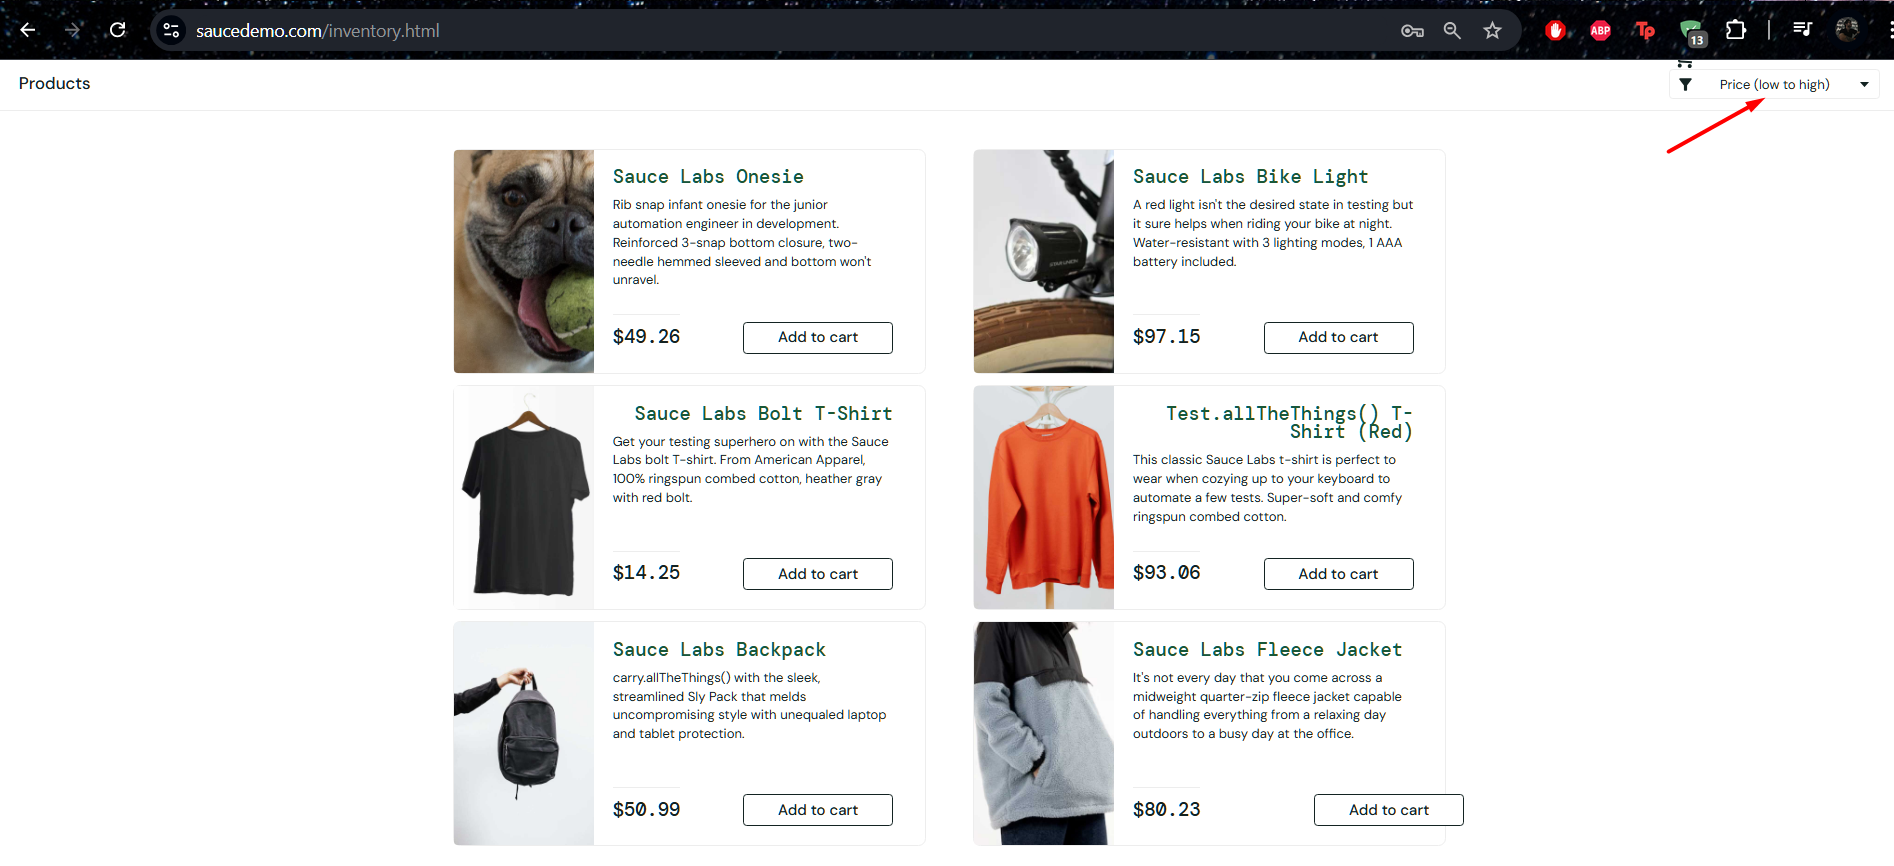 saucedemo.com/inventory.html
ABP
Tp
13
Products
Price (low to high)
Sauce Labs Onesie
Rib snap infant onesie for the junior
automation engineer in development.
Reinforced 3-snap bottom closure, two-
needle hemmed sleeved and bottom won't
unravel.
$49.26
Add to cart
Sauce Labs Bike Light
A red light isn't the desired state in testing but
it sure helps when riding your bike at night.
Water-resistant with 3 lighting modes, 1 AAA
battery included.
$97.15
Add to cart
Sauce Labs Bolt T-Shirt
Get your testing superhero on with the Sauce
Labs bolt T-shirt. From American Apparel,
100% ringspun combed cotton, heather gray
with red bolt.
$14.25
Add to cart
Test.allTheThings() T-
Shirt (Red)
This classic Sauce Labs t-shirt is perfect to
wear when cozying up to your keyboard to
automate a few tests. Super-soft and comfy
ringspun combed cotton.
$93.06
Add to cart
Sauce Labs Backpack
carry.allTheThings() with the sleek,
streamlined Sly Pack that melds
uncompromising style with unequaled laptop
and tablet protection.
$50.99
Add to cart
Sauce Labs Fleece Jacket
It's not every day that you come across a
midweight quarter-zip fleece jacket capable
of handling everything from a relaxing day
outdoors to a busy day at the office.
$80.23
Add to cart